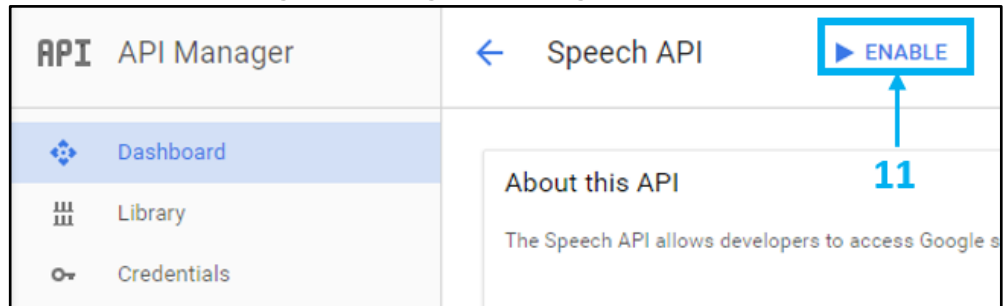 API API Manager
← Speech API ▶ ENABLE
Dashboard
About this API
11
Library
The Speech API allows developers to access Google s
Credentials